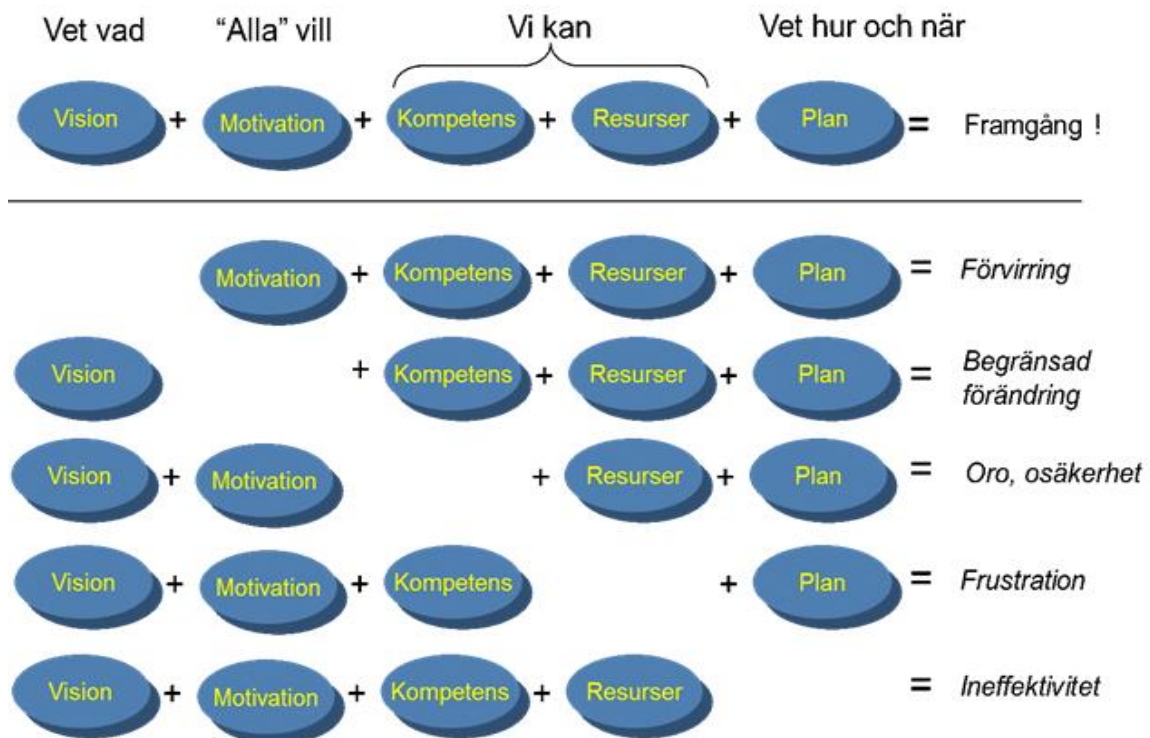 Vet vad "Alla" vill Vi kan Vet hur och när
Vision + Motivation + Kompetens + Resurser + Plan = Framgång !
Motivation + Kompetens + Resurser + Plan = Förvirring
Vision + Kompetens + Resurser + Plan = Begränsad
förändring
Vision + Motivation + Resurser + Plan = Oro, osäkerhet
Vision + Motivation + Kompetens + Plan = Frustration
Vision + Motivation + Kompetens + Resurser = Ineffektivitet